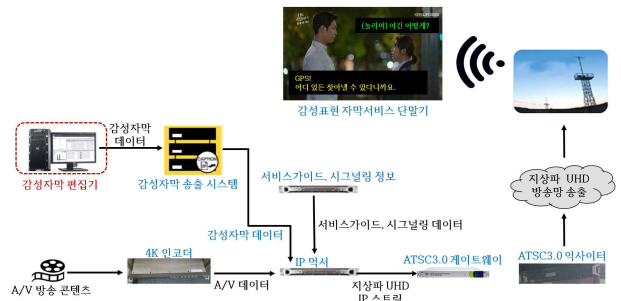 (놀리며) 여긴 어떻게?
GPS!
어디 있든 찾아낼 수 있다니까요.
감성표현 자막서비스 단말기
감성자막
데이터
감성자막 편집기
CAPTION
감성자막 송출 시스템
서비스가이드, 시그널링 정보
지상파 UHD
방송망 송출
감성자막 데이터
서비스가이드, 시그널링 데이터
4K 인코더
IP 먹서
ATSC3.0 게이트웨이
ATSC3.0 익사이터
A/V 방송 콘텐츠
A/V 데이터
지상파 UHD
IP 스트림